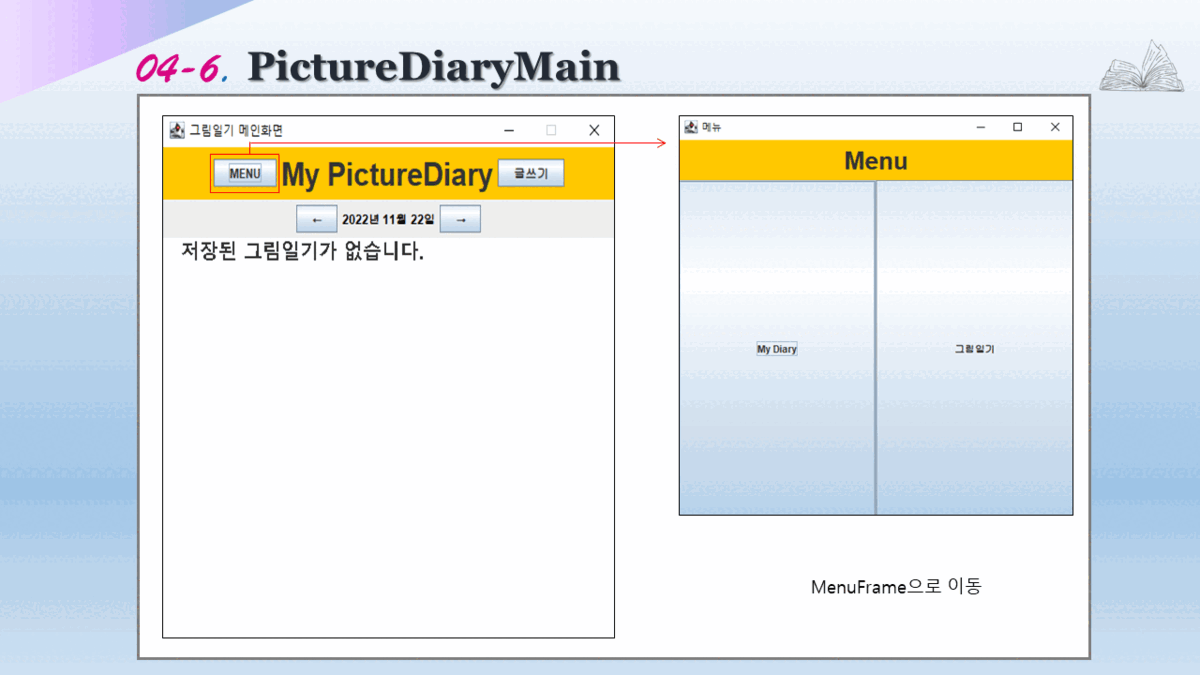 04-6. PictureDiaryMain
그림일기 메인화면
MENU My PictureDiary 글쓰기
← 2022년 11월 22일 →
저장된 그림일기가 없습니다.
메뉴
Menu
My Diary 그림일기
MenuFrame으로 이동